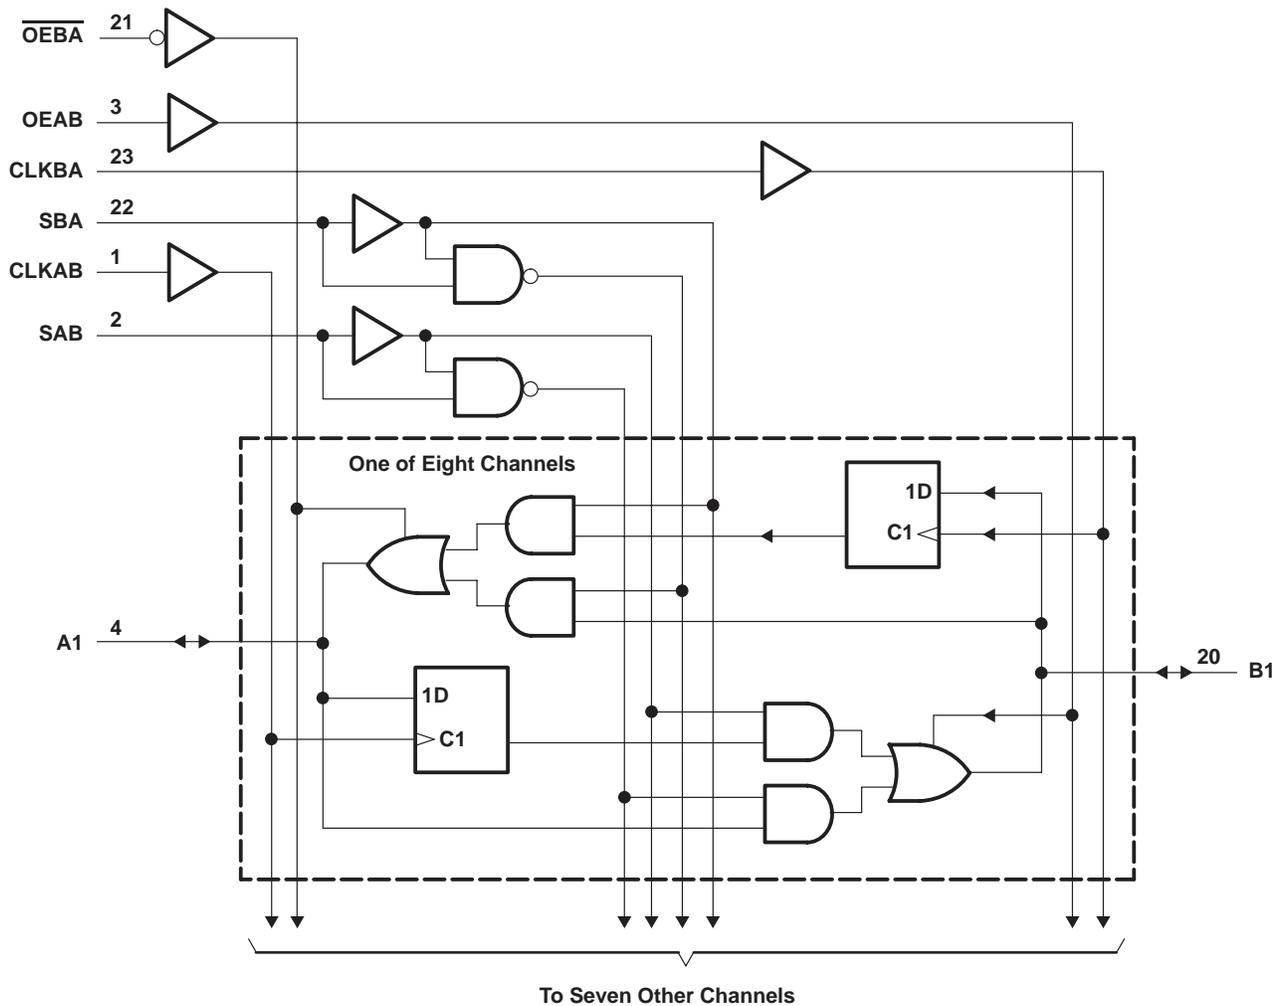 OEBA 21
OEAB 3
CLKBA 23
SBA 22
CLKAB 1
SAB 2
One of Eight Channels
1D
C1
A1 4
20 B1
1D
C1
To Seven Other Channels